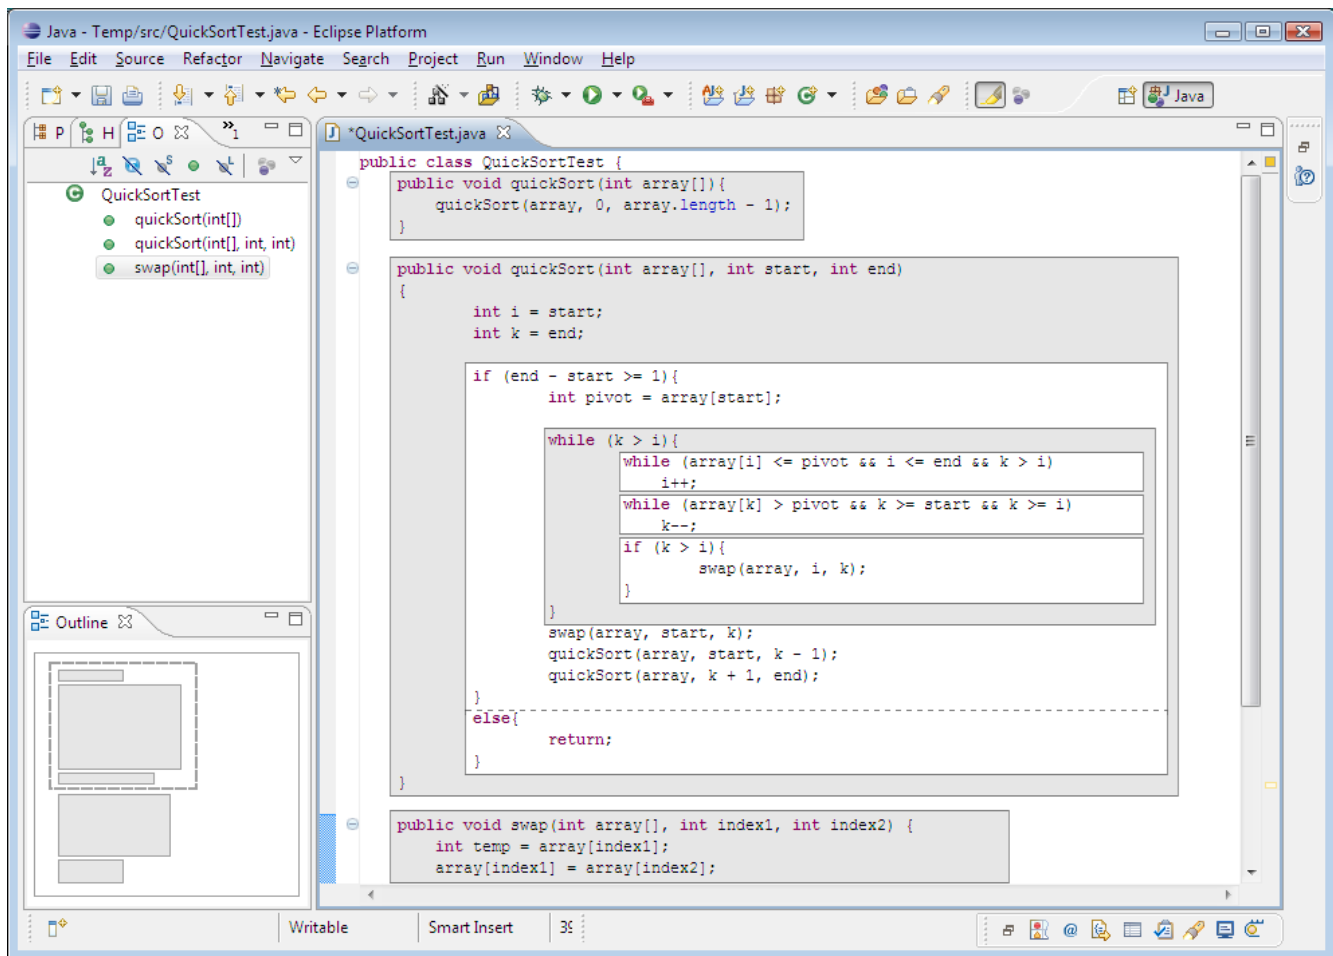 Java - Temp/src/QuickSortTest.java - Eclipse Platform
File Edit Source Refactor Navigate Search Project Run Window Help
Java
P H O »1
*QuickSortTest.java
QuickSortTest
quickSort(int[])
quickSort(int[], int, int)
swap(int[], int, int)
public class QuickSortTest {
public void quickSort(int array[]){
quickSort(array, 0, array.length - 1);
}
public void quickSort(int array[], int start, int end)
{
int i = start;
int k = end;
if (end - start >= 1){
int pivot = array[start];
while (k > i){
while (array[i] <= pivot && i <= end && k > i)
i++;
while (array[k] > pivot && k >= start && k >= i)
k--;
if (k > i){
swap(array, i, k);
}
}
swap(array, start, k);
quickSort(array, start, k - 1);
quickSort(array, k + 1, end);
}
else{
return;
}
}
public void swap(int array[], int index1, int index2) {
int temp = array[index1];
array[index1] = array[index2];
Outline
Writable Smart Insert